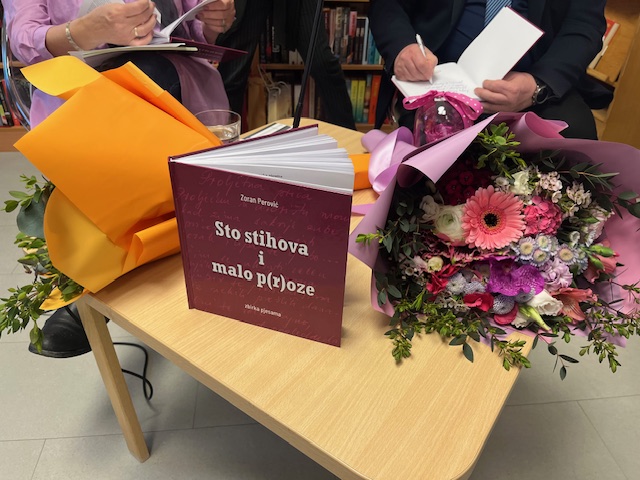 Zoran Perović
Sto stihova
i
malo p(r)oze
zbirka pjesama